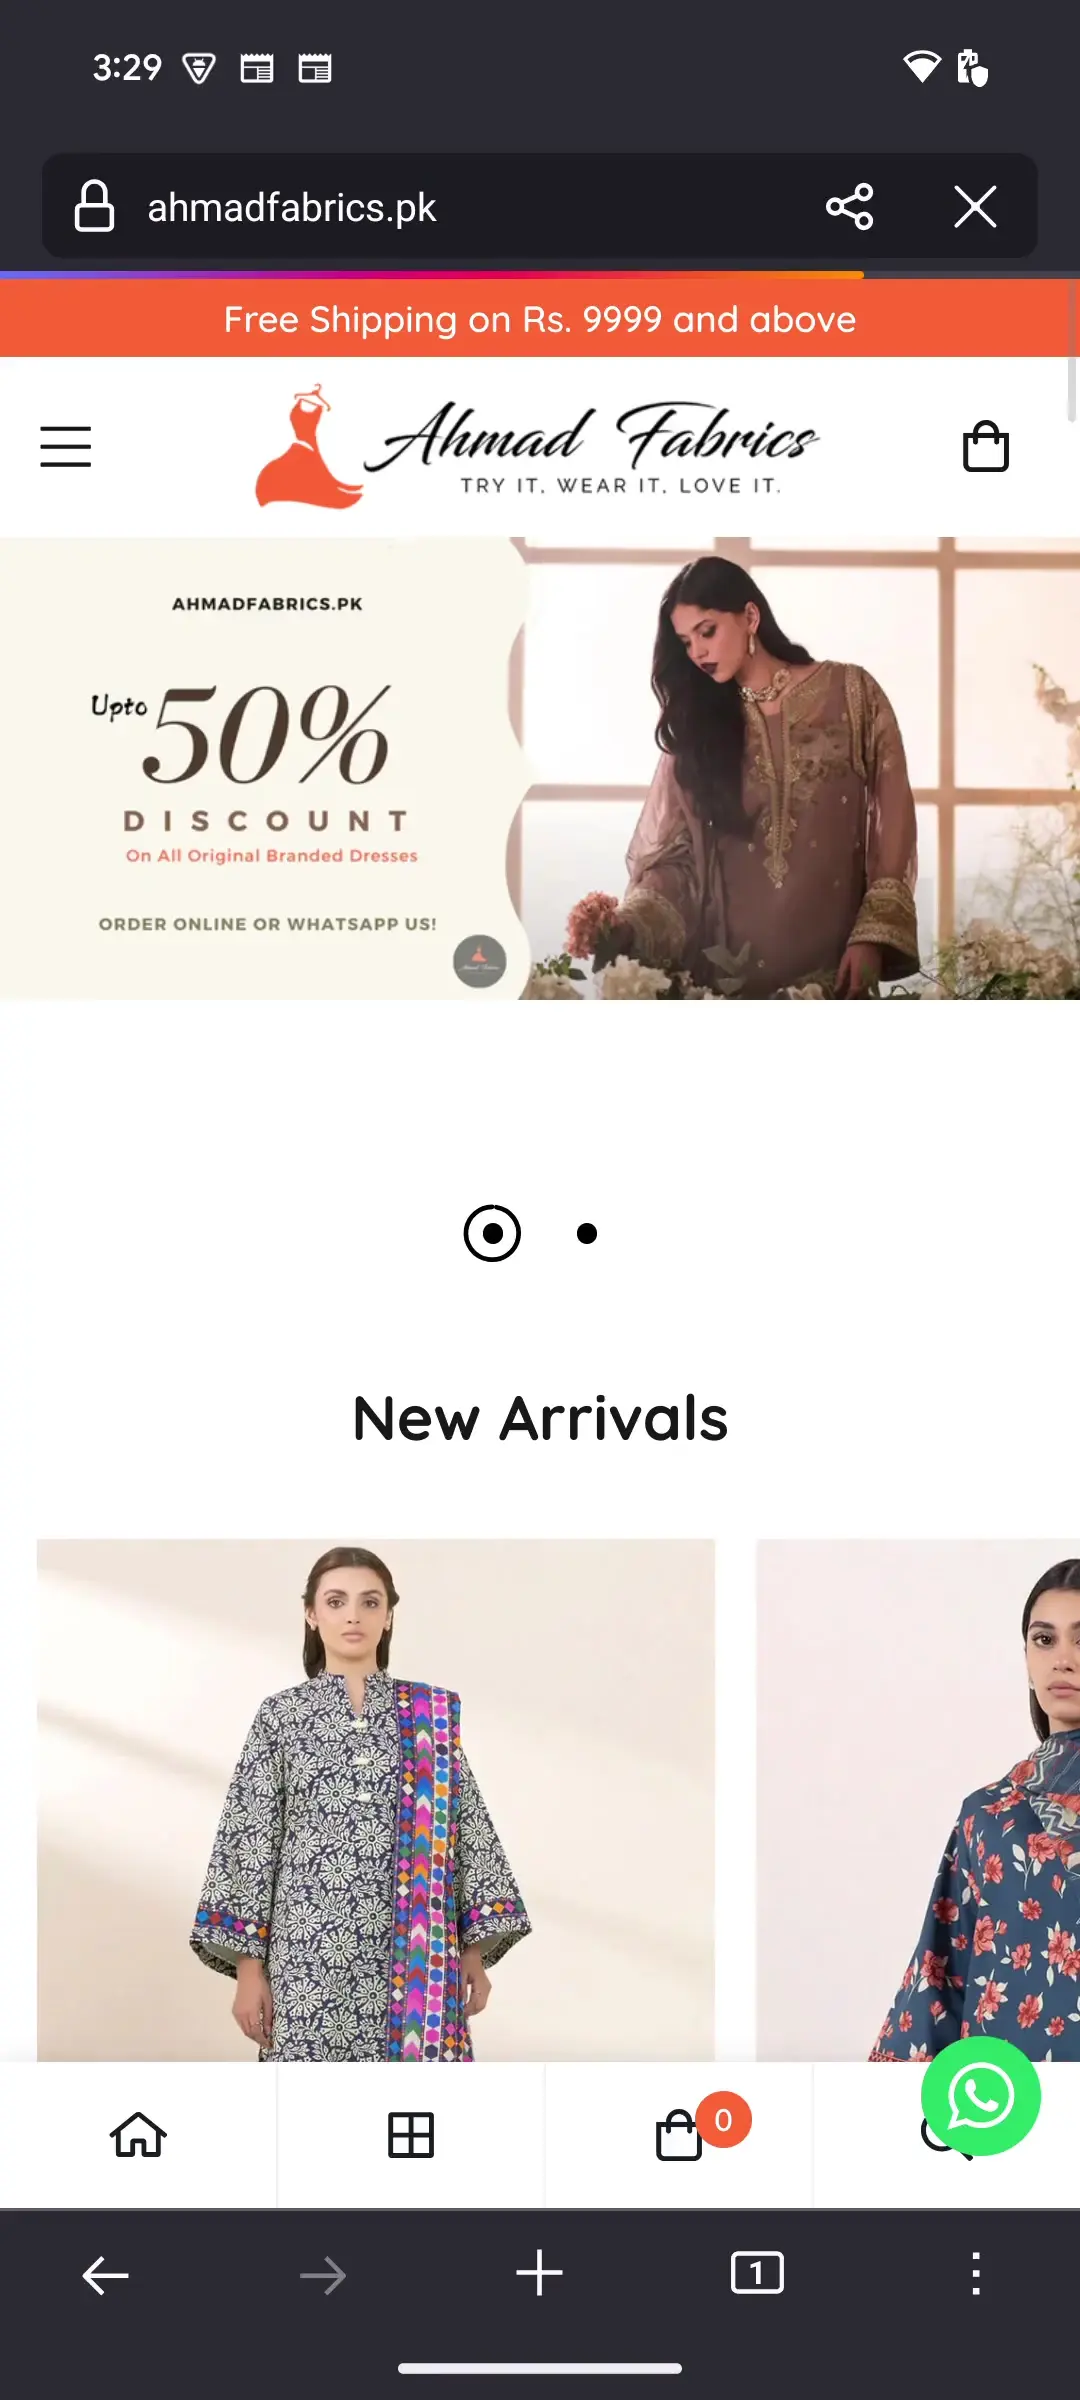 3:29
ahmadfabrics.pk
Free Shipping on Rs. 9999 and above
Ahmad Fabrics
TRY IT. WEAR IT. LOVE IT.
AHMADFABRICS.PK
Upto
50%
DISCOUNT
On All Original Branded Dresses
ORDER ONLINE OR WHATSAPP US!
New Arrivals
0
1